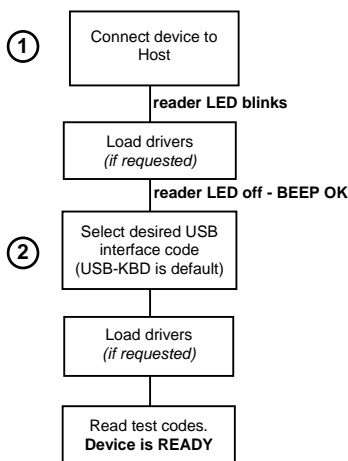 1
Connect device to
Host
reader LED blinks
Load drivers
(if requested)
reader LED off - BEEP OK
2
Select desired USB
interface code
(USB-KBD is default)
Load drivers
(if requested)
Read test codes.
Device is READY